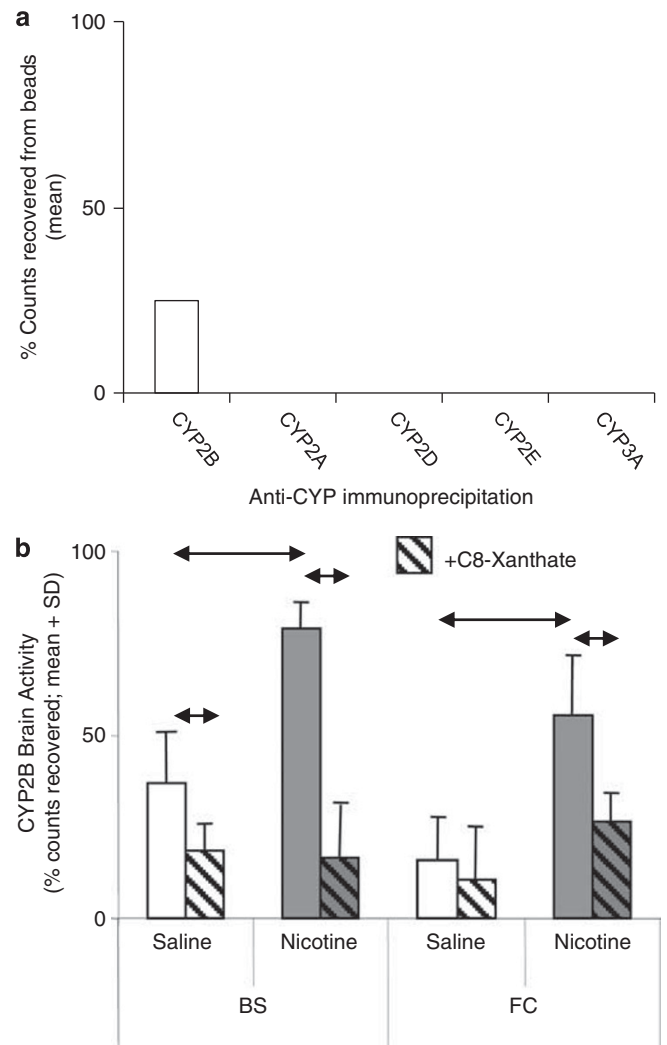 a
100
50
0
% Counts recovered from beads
(mean)
CYP2B
CYP2A
CYP2D
CYP2E
CYP3A
Anti-CYP immunoprecipitation
b
100
50
0
CYP2B Brain Activity
(% counts recovered; mean + SD)
+C8-Xanthate
Saline Nicotine Saline Nicotine
BS FC